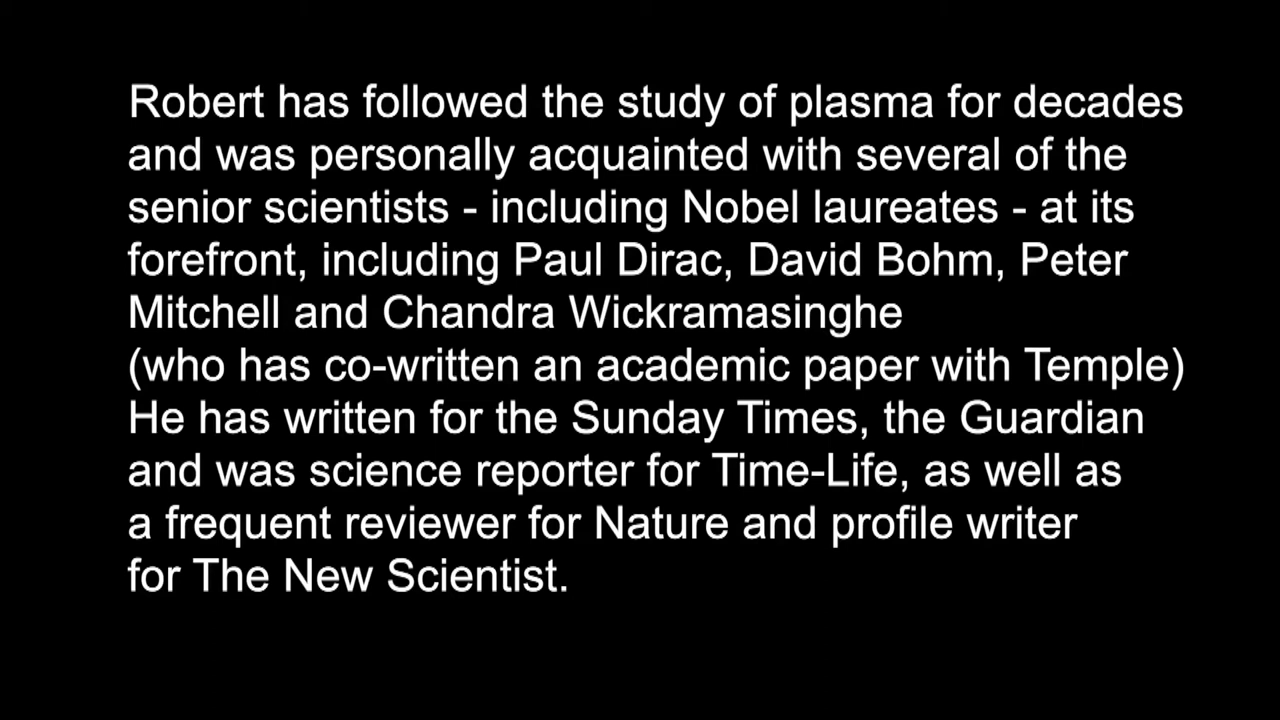 Robert has followed the study of plasma for decades
and was personally acquainted with several of the
senior scientists - including Nobel laureates - at its
forefront, including Paul Dirac, David Bohm, Peter
Mitchell and Chandra Wickramasinghe
(who has co-written an academic paper with Temple)
He has written for the Sunday Times, the Guardian
and was science reporter for Time-Life, as well as
a frequent reviewer for Nature and profile writer
for The New Scientist.